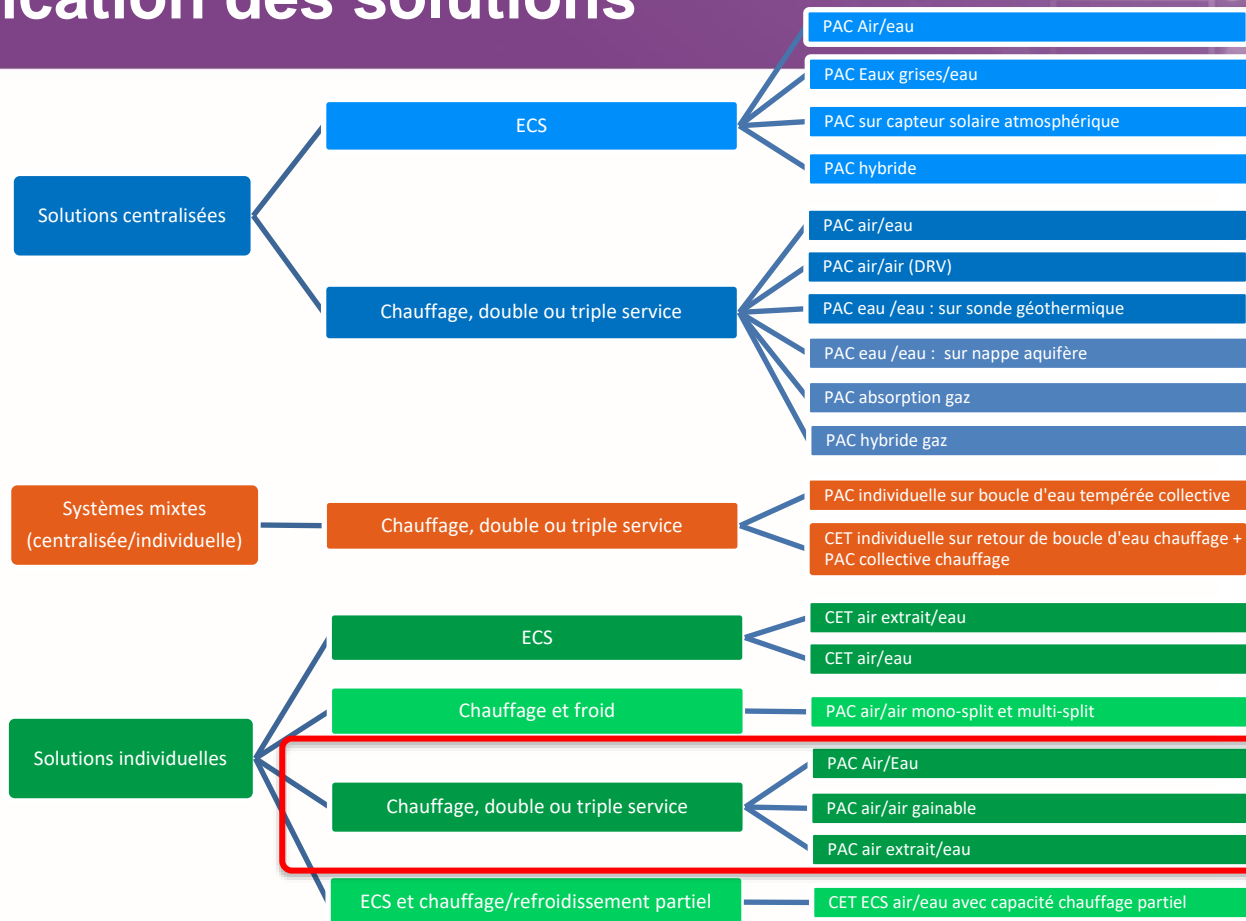 ication des solutions
PAC Air/eau
PAC Eaux grises/eau
ECS
PAC sur capteur solaire atmosphérique
PAC hybride
Solutions centralisées
PAC air/eau
PAC air/air (DRV)
Chauffage, double ou triple service
PAC eau /eau : sur sonde géothermique
PAC eau /eau :  sur nappe aquifère
PAC absorption gaz
PAC hybride gaz
Systèmes mixtes
(centralisée/individuelle)
Chauffage, double ou triple service
PAC individuelle sur boucle d'eau tempérée collective
CET individuelle sur retour de boucle d'eau chauffage +
PAC collective chauffage
ECS
CET air extrait/eau
CET air/eau
Chauffage et froid
PAC air/air mono-split et multi-split
Solutions individuelles
PAC Air/Eau
Chauffage, double ou triple service
PAC air/air gainable
PAC air extrait/eau
ECS et chauffage/refroidissement partiel
CET ECS air/eau avec capacité chauffage partiel